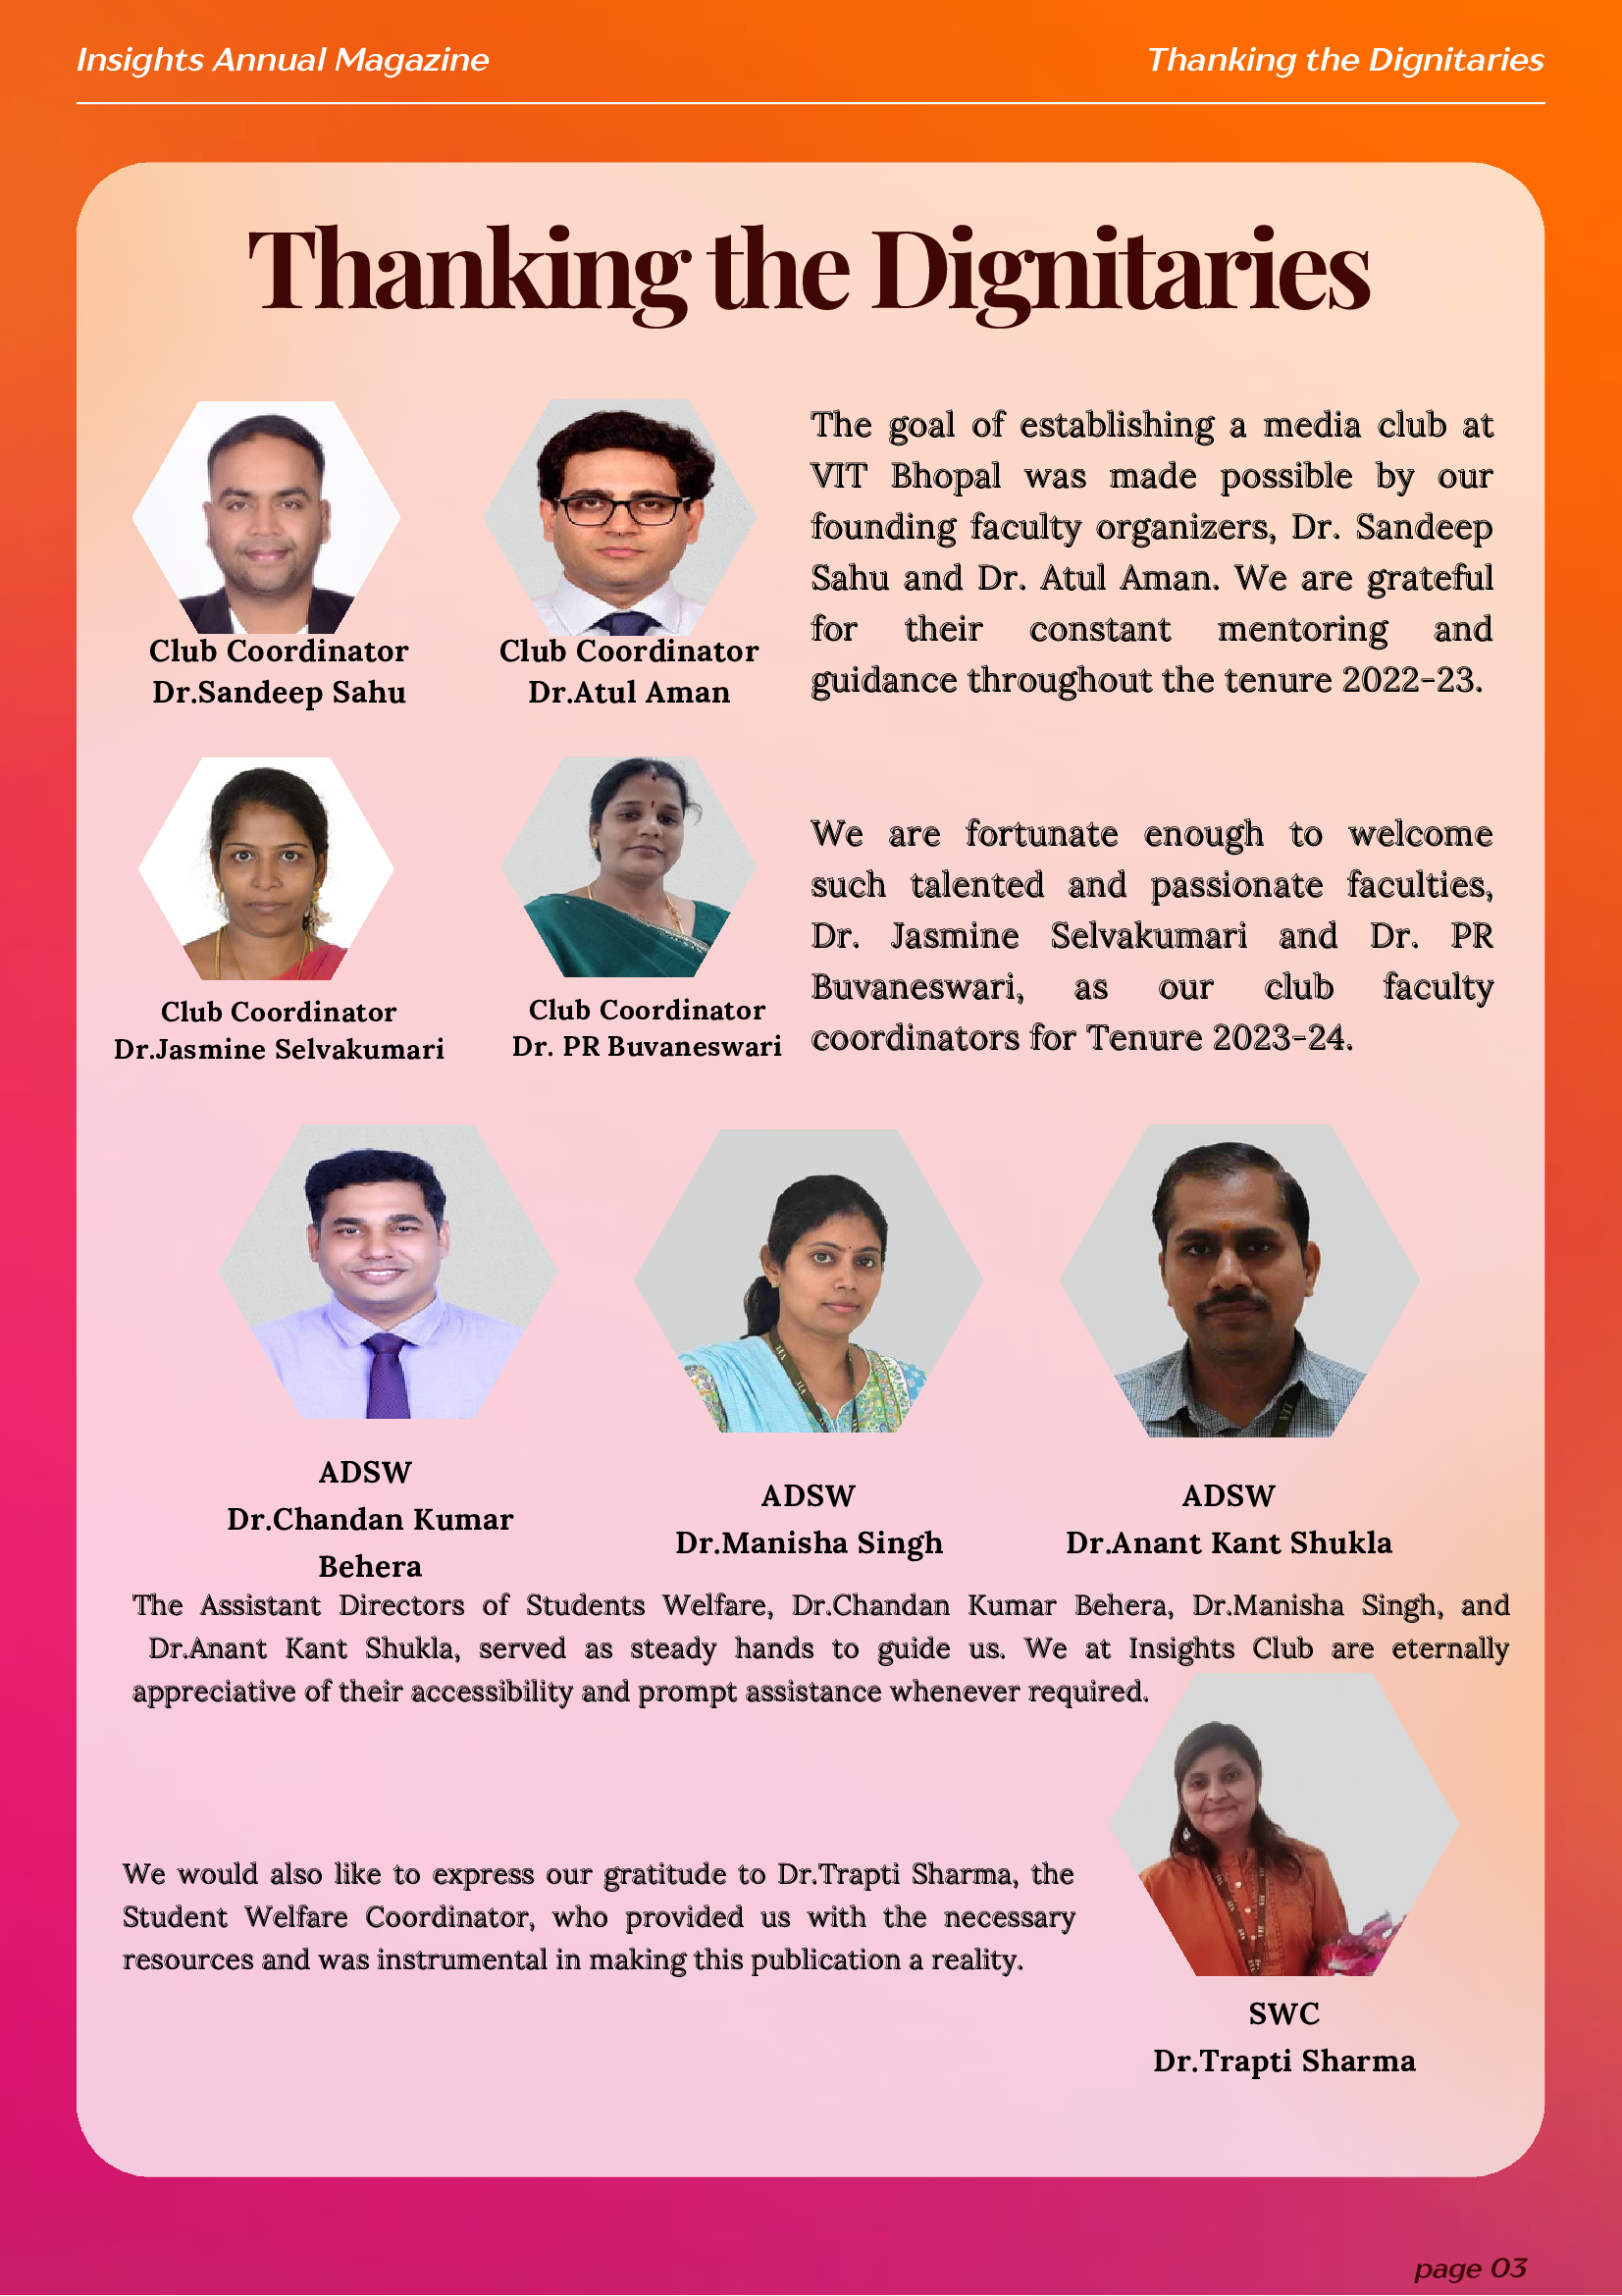 Insights Annual Magazine
Thanking the Dignitaries
Thanking the Dignitaries
Club Coordinator
Dr.Sandeep Sahu
Club Coordinator
Dr.Atul Aman
The goal of establishing a media club at
VIT Bhopal was made possible by our
founding faculty organizers, Dr. Sandeep
Sahu and Dr. Atul Aman. We are grateful
for their constant mentoring and
guidance throughout the tenure 2022-23.
Club Coordinator
Dr.Jasmine Selvakumari
Club Coordinator
Dr. PR Buvaneswari
We are fortunate enough to welcome
such talented and passionate faculties,
Dr. Jasmine Selvakumari and Dr. PR
Buvaneswari, as our club faculty
coordinators for Tenure 2023-24.
ADSW
Dr.Chandan Kumar
Behera
ADSW
Dr.Manisha Singh
ADSW
Dr.Anant Kant Shukla
The Assistant Directors of Students Welfare, Dr.Chandan Kumar Behera, Dr.Manisha Singh, and
Dr.Anant Kant Shukla, served as steady hands to guide us. We at Insights Club are eternally
appreciative of their accessibility and prompt assistance whenever required.
We would also like to express our gratitude to Dr.Trapti Sharma, the
Student Welfare Coordinator, who provided us with the necessary
resources and was instrumental in making this publication a reality.
SWC
Dr.Trapti Sharma
page 03